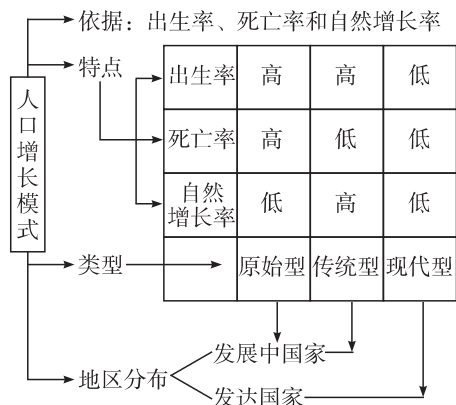 依据：出生率、死亡率和自然增长率
特点
人口增长模式
出生率 高 高 低
死亡率 高 低 低
自然
增长率 低 高 低
类型 原始型 传统型 现代型
地区分布
发展中国家
发达国家